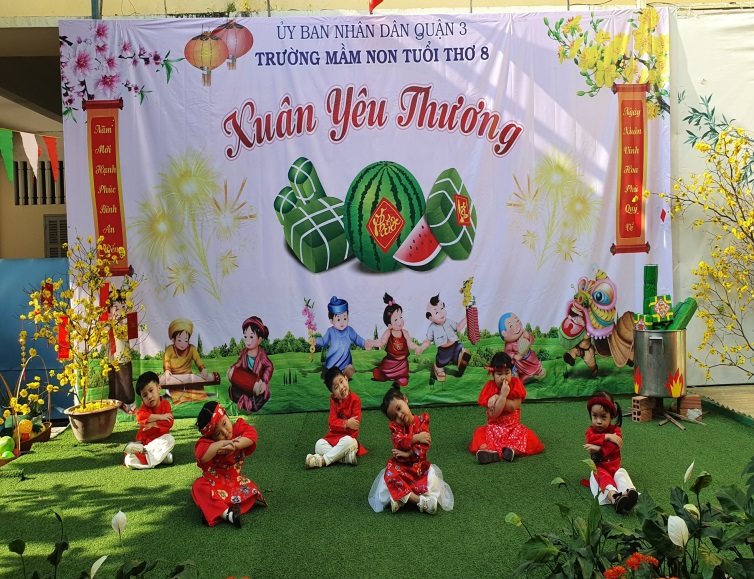 ỦY BAN NHÂN DÂN QUẬN 3
TRƯỜNG MẦM NON TUỔI THƠ 8
Xuân Yêu Thương
Năm
Mới
Hạnh
Phúc
Bình
An
Ngày
Xuân
Vinh
Hoa
Phú
Quý